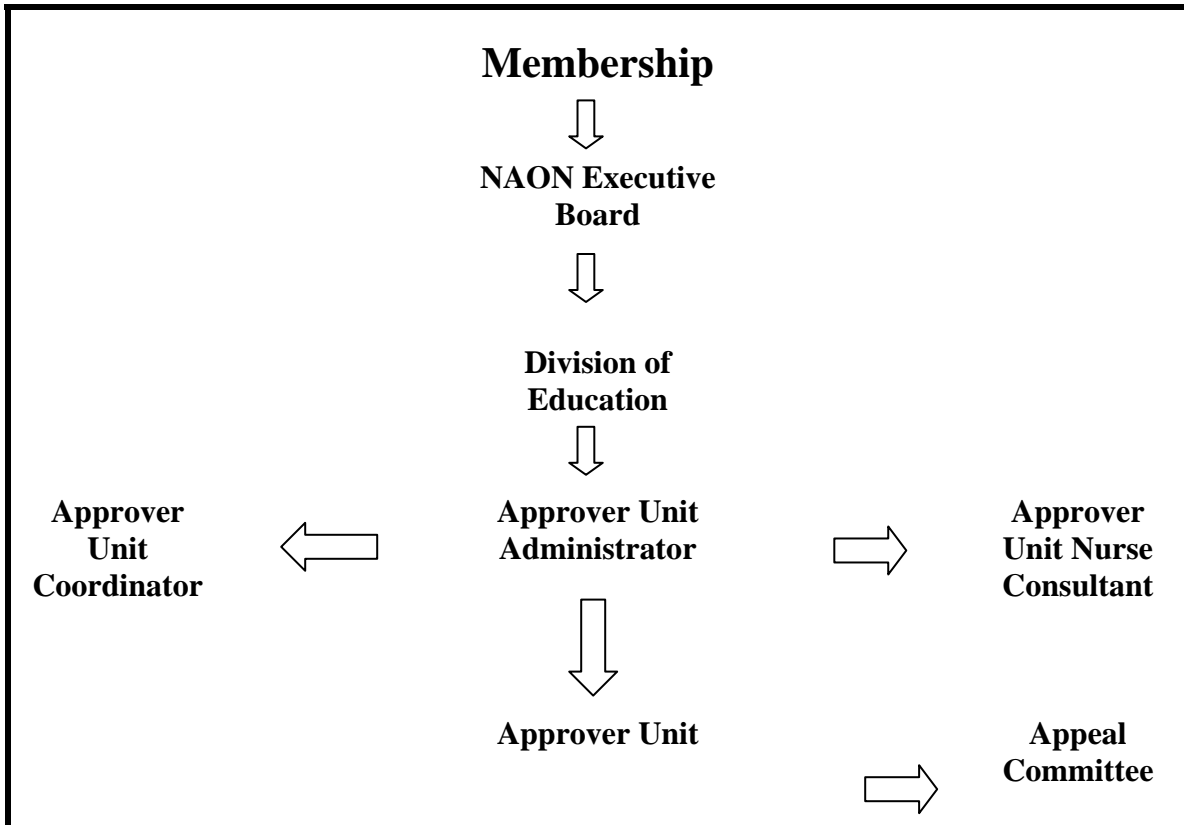 Membership
NAON Executive
Board
Division of
Education
Approver
Unit
Coordinator
Approver Unit
Administrator
Approver
Unit Nurse
Consultant
Approver Unit
Appeal
Committee